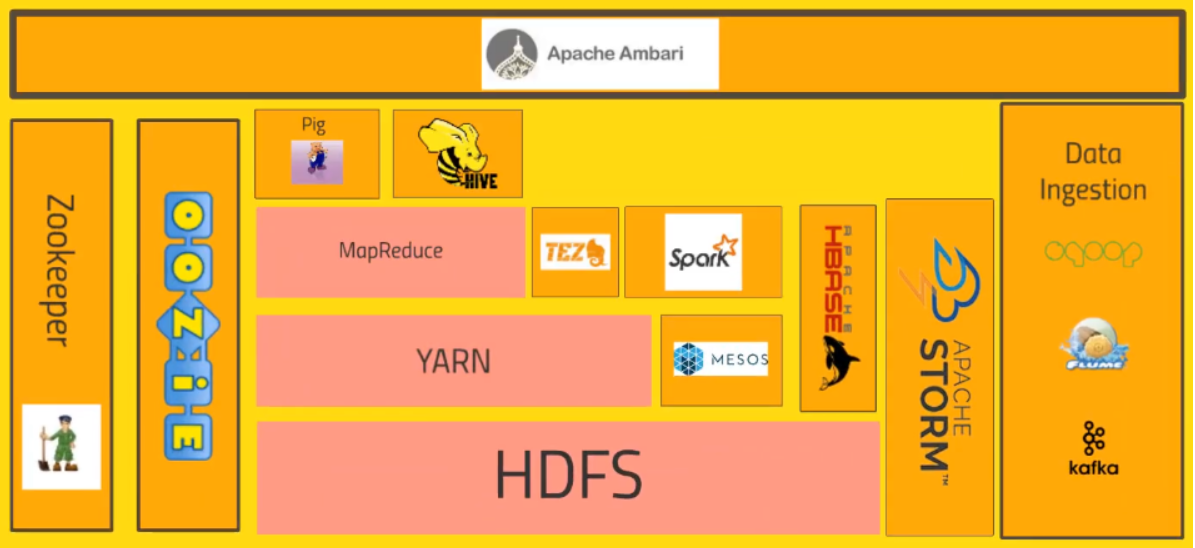 Apache Ambari
Zookeeper
OOZiE
Pig
HIVE
MapReduce
TEZ
Spark
YARN
MESOS
HDFS
APACHE
HBASE
APACHE
STORM™
Data
Ingestion
sqoop
FLUME
kafka